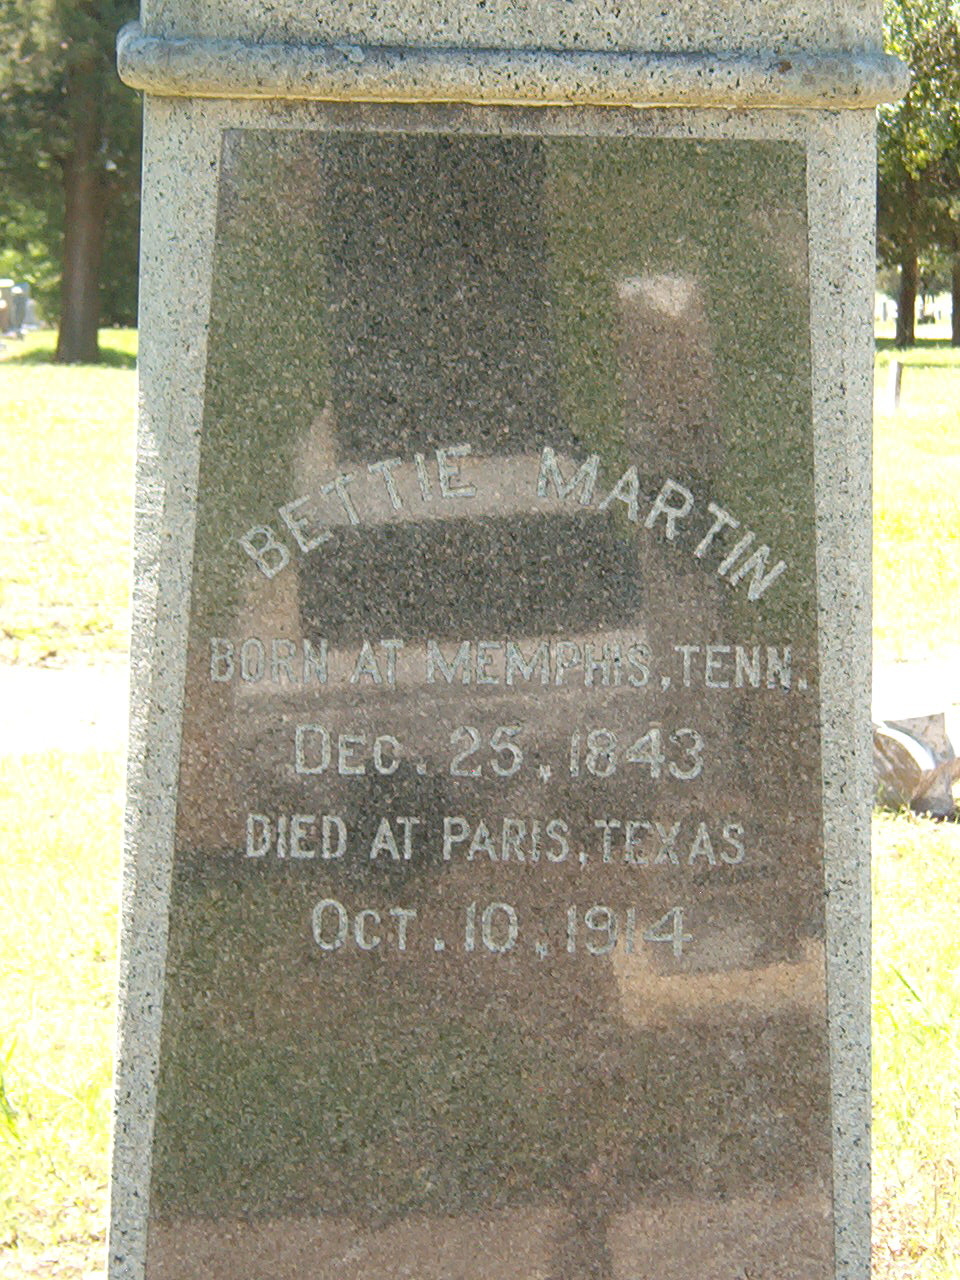 BETTIE MARTIN
BORN AT MEMPHIS, TENN.
DEC. 25, 1843
DIED AT PARIS, TEXAS
OCT. 10, 1914